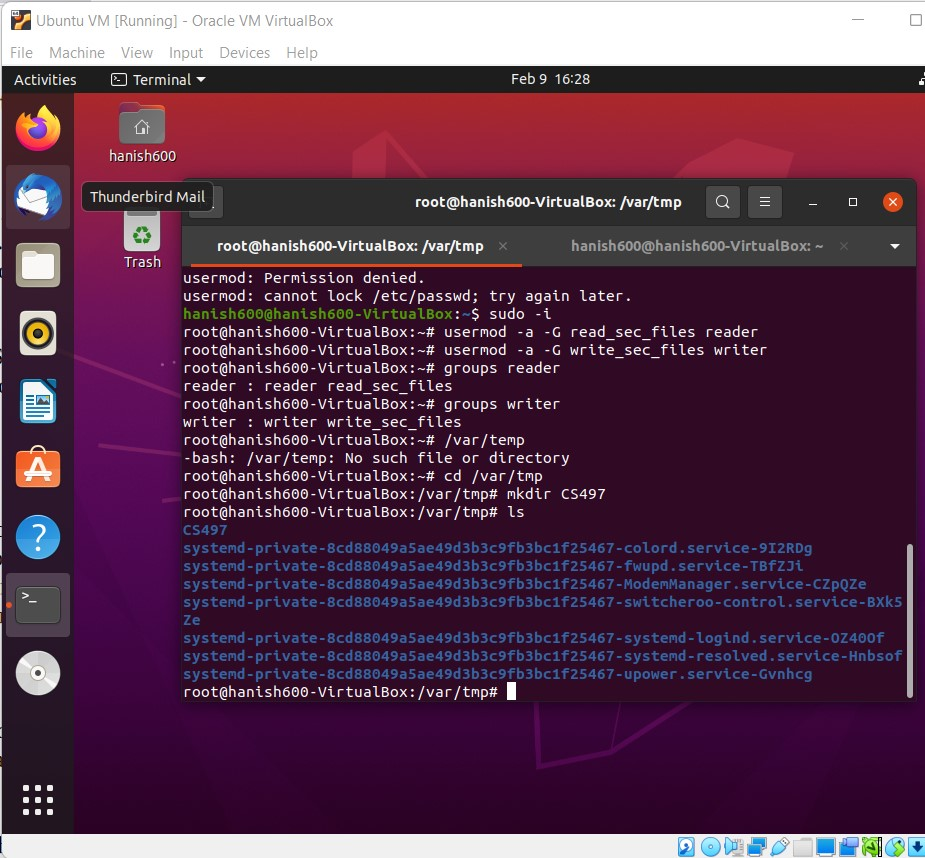 Ubuntu VM [Running] - Oracle VM VirtualBox
File Machine View Input Devices Help
Activities Terminal Feb 9 16:28
hanish600
Thunderbird Mail
Trash
root@hanish600-VirtualBox: /var/tmp
root@hanish600-VirtualBox: /var/tmp × hanish600@hanish600-VirtualBox: ~ ×
usermod: Permission denied.
usermod: cannot lock /etc/passwd; try again later.
hanish600@hanish600-VirtualBox:~$ sudo -i
root@hanish600-VirtualBox:~# usermod -a -G read_sec_files reader
root@hanish600-VirtualBox:~# usermod -a -G write_sec_files writer
root@hanish600-VirtualBox:~# groups reader
reader : reader read_sec_files
root@hanish600-VirtualBox:~# groups writer
writer : writer write_sec_files
root@hanish600-VirtualBox:~# /var/temp
-bash: /var/temp: No such file or directory
root@hanish600-VirtualBox:~# cd /var/tmp
root@hanish600-VirtualBox:/var/tmp# mkdir CS497
root@hanish600-VirtualBox:/var/tmp# ls
CS497
systemd-private-8cd88049a5ae49d3b3c9fb3bc1f25467-colord.service-9I2RDg
systemd-private-8cd88049a5ae49d3b3c9fb3bc1f25467-fwupd.service-TBfZJi
systemd-private-8cd88049a5ae49d3b3c9fb3bc1f25467-ModemManager.service-CZpQZe
systemd-private-8cd88049a5ae49d3b3c9fb3bc1f25467-switcheroo-control.service-BXk5
Ze
systemd-private-8cd88049a5ae49d3b3c9fb3bc1f25467-systemd-logind.service-OZ40Of
systemd-private-8cd88049a5ae49d3b3c9fb3bc1f25467-systemd-resolved.service-Hnbsof
systemd-private-8cd88049a5ae49d3b3c9fb3bc1f25467-upower.service-Gvnhcg
root@hanish600-VirtualBox:/var/tmp#